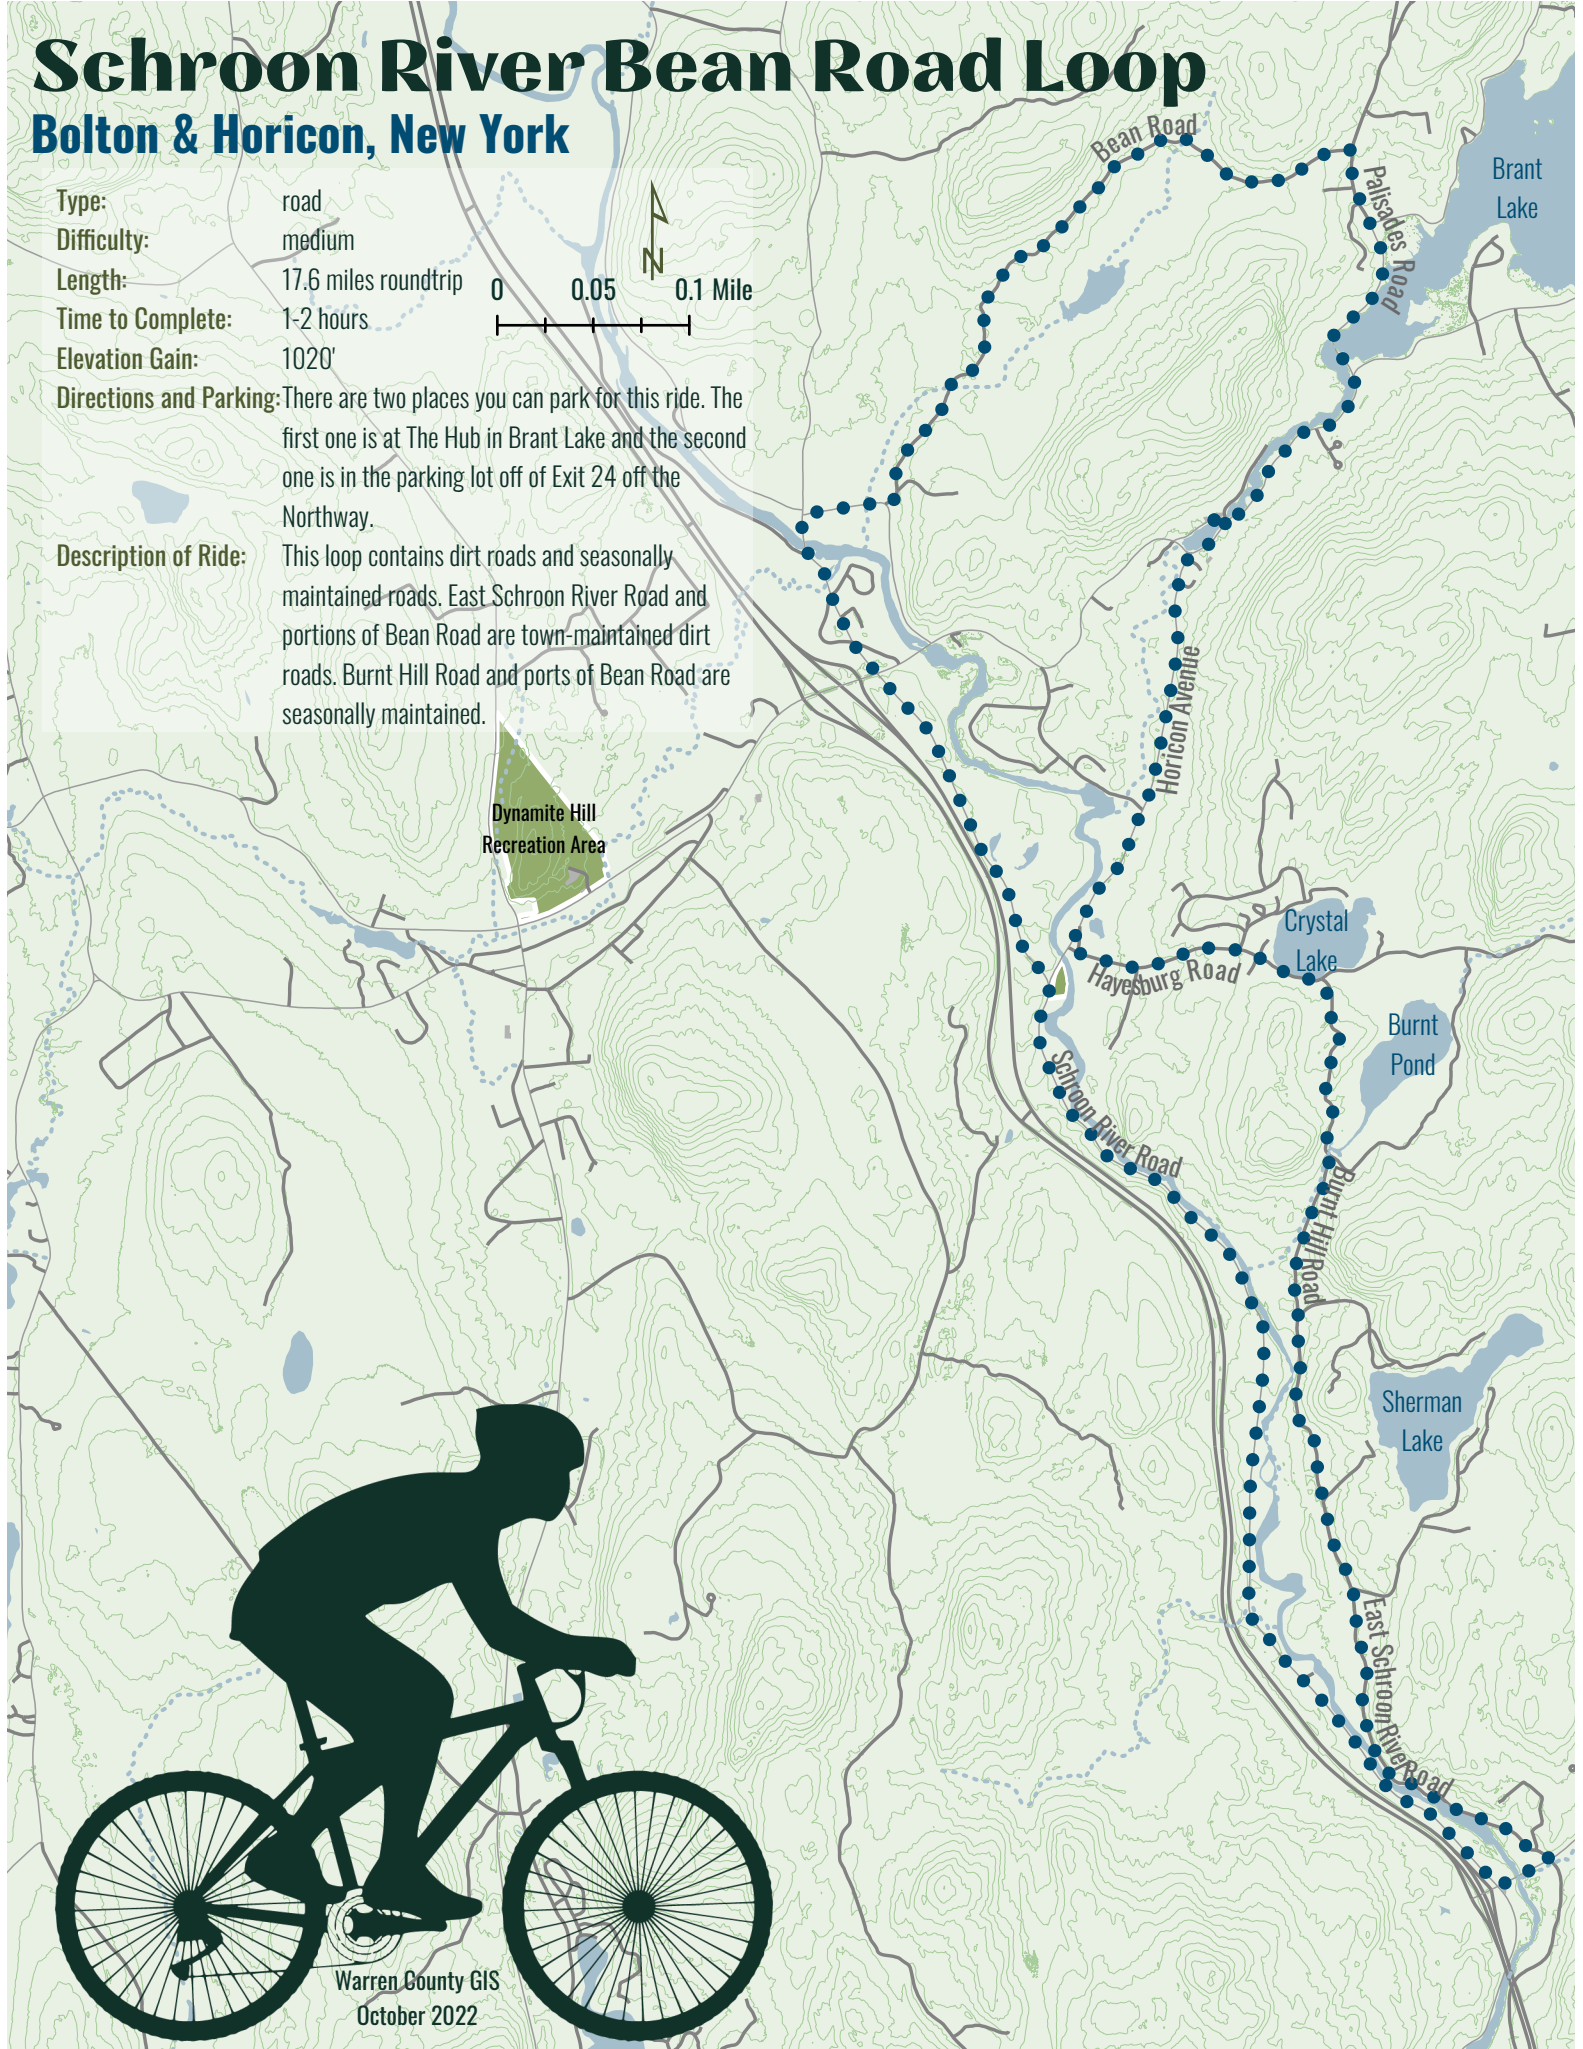 Schroon River Bean Road Loop
Bolton & Horicon, New York
Type: road
Difficulty: medium
Length: 17.6 miles roundtrip
Time to Complete: 1-2 hours
Elevation Gain: 1020'
Directions and Parking: There are two places you can park for this ride. The
first one is at The Hub in Brant Lake and the second
one is in the parking lot off of Exit 24 off the
Northway.
Description of Ride: This loop contains dirt roads and seasonally
maintained roads. East Schroon River Road and
portions of Bean Road are town-maintained dirt
roads. Burnt Hill Road and ports of Bean Road are
seasonally maintained.
N
0 0.05 0.1 Mile
Bean Road
Palisades Road
Brant
Lake
Horicon Avenue
Dynamite Hill
Recreation Area
Crystal
Lake
Hayesburg Road
Burnt
Pond
Schroon River Road
Burnt Hill Road
Sherman
Lake
East Schroon River Road
Warren County GIS
October 2022